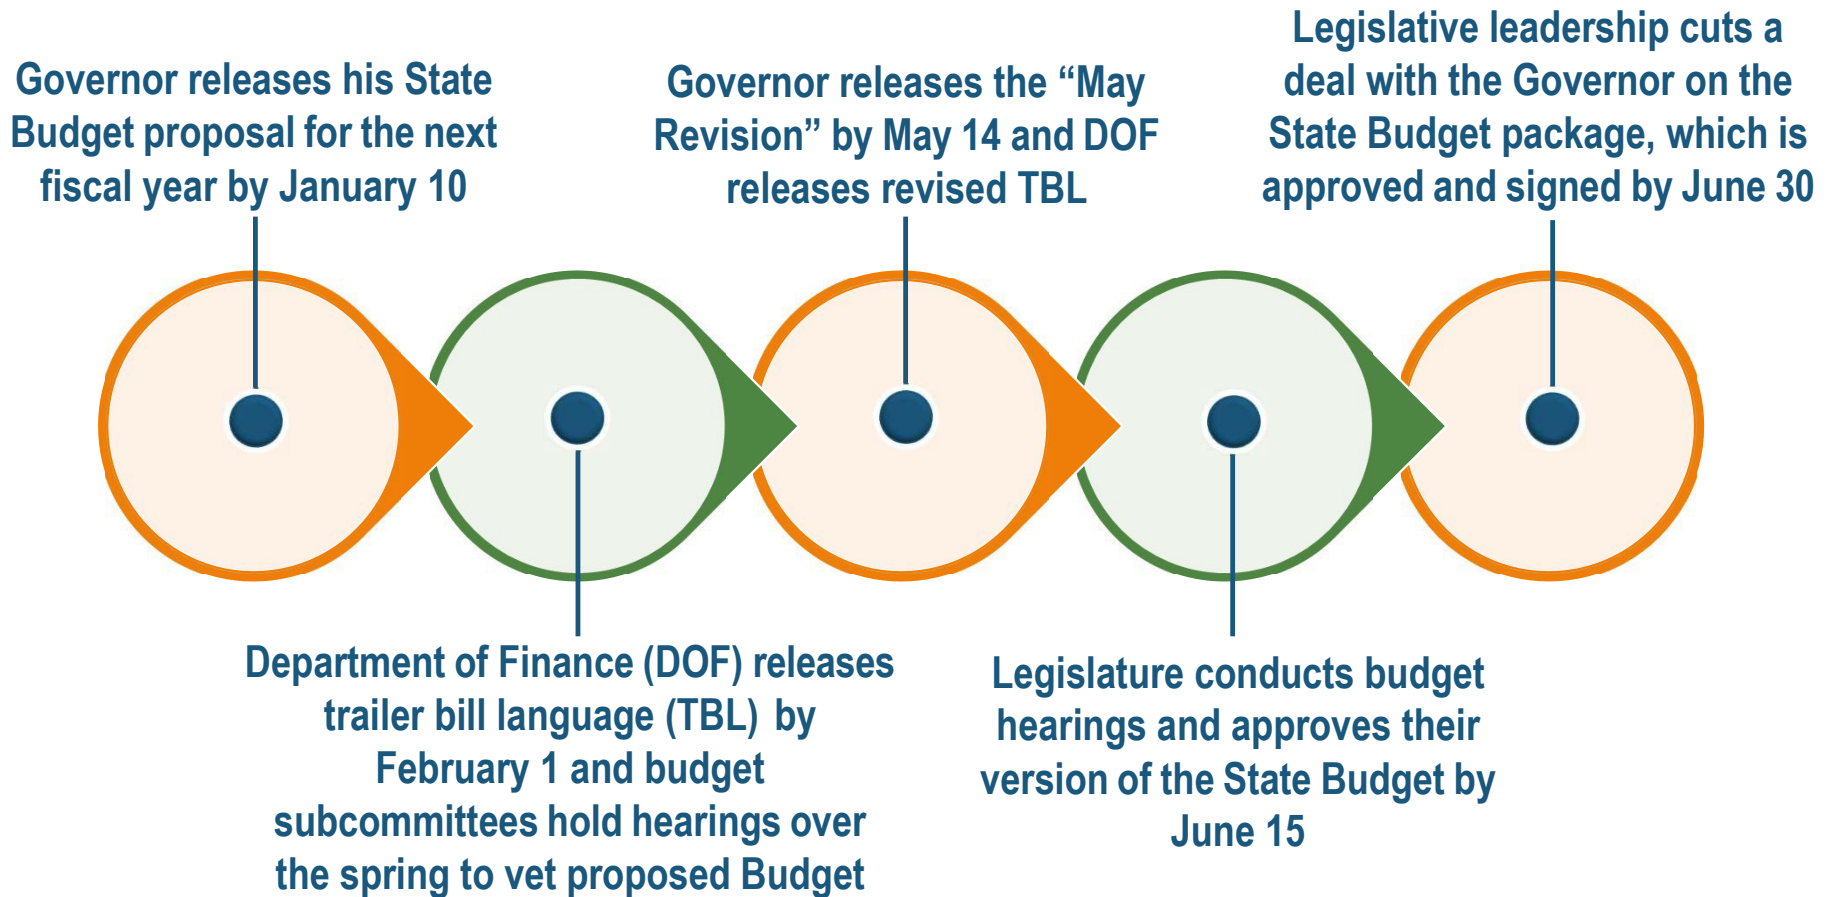 Governor releases his State
Budget proposal for the next
fiscal year by January 10
Department of Finance (DOF) releases
trailer bill language (TBL) by
February 1 and budget
subcommittees hold hearings over
the spring to vet proposed Budget
Governor releases the “May
Revision” by May 14 and DOF
releases revised TBL
Legislature conducts budget
hearings and approves their
version of the State Budget by
June 15
Legislative leadership cuts a
deal with the Governor on the
State Budget package, which is
approved and signed by June 30